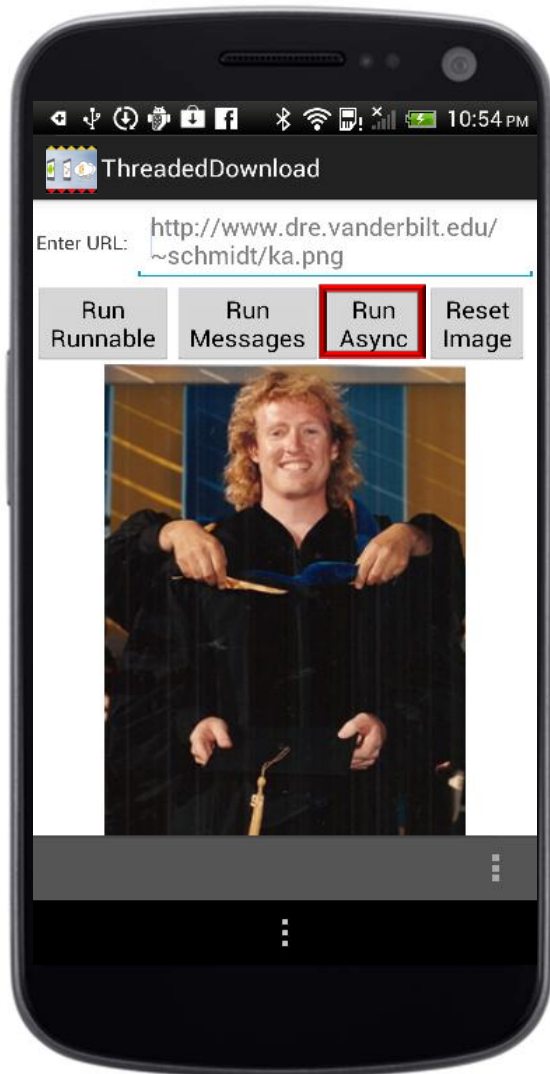 10:54 PM
ThreadedDownload
Enter URL:
http://www.dre.vanderbilt.edu/
~schmidt/ka.png
Run
Runnable
Run
Messages
Run
Async
Reset
Image